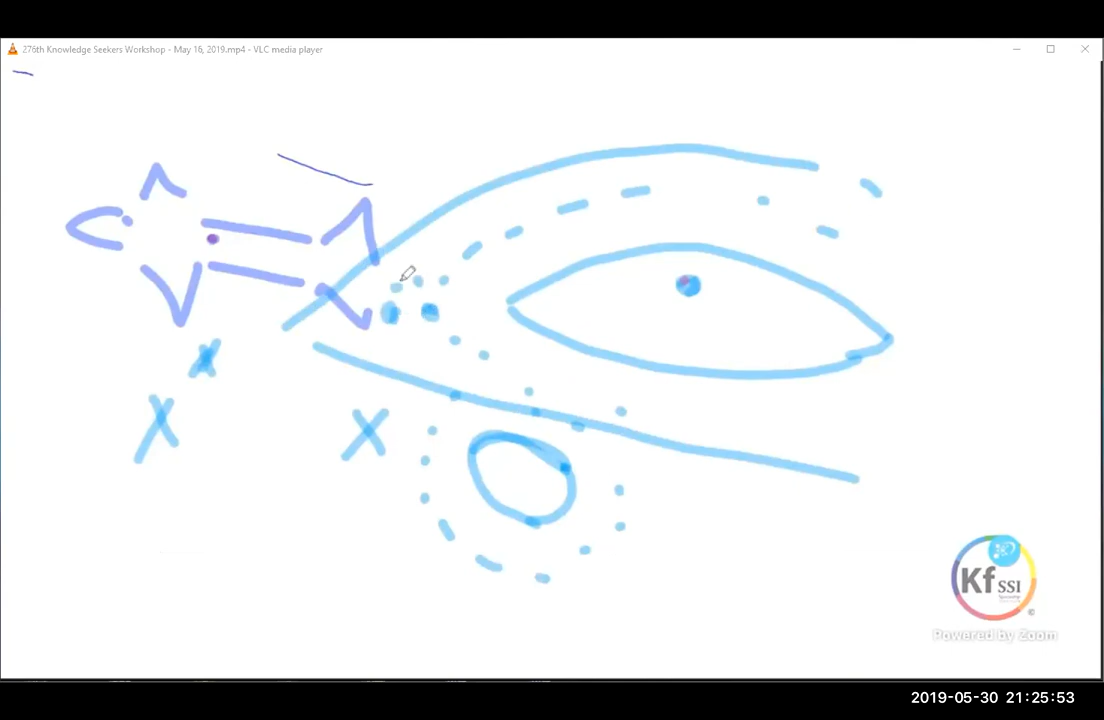 276th Knowledge Seekers Workshop - May 16, 2019.mp4 - VLC media player
X
X
X
Kf SSI
©
Powered by Zoom
2019-05-30 21:25:53